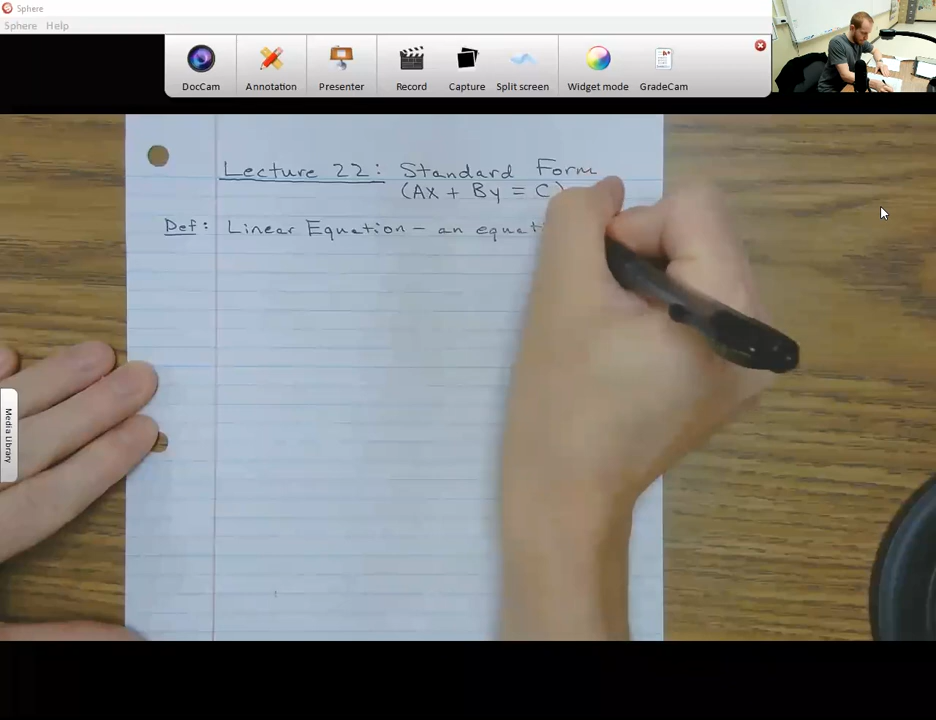 Sphere
Sphere Help
DocCam Annotation Presenter Record Capture Split screen Widget mode GradeCam
Lecture 22: Standard Form
(Ax + By = C)
Def: Linear Equation - an equati
Media Library